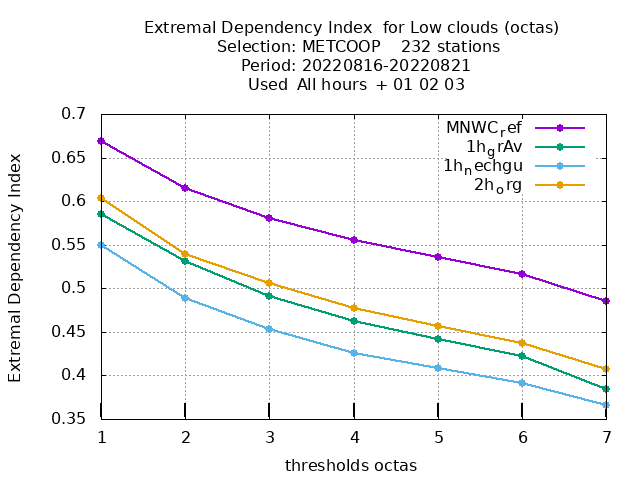 Extremal Dependency Index  for Low clouds (octas)
Selection: METCOOP    232 stations
Period: 20220816-20220821
Used  All hours  + 01 02 03
0.7
0.65
0.6
0.55
0.5
0.45
0.4
0.35
Extremal Dependency Index
MNWC_ref
1h_grAv
1h_nechgu
2h_org
1 2 3 4 5 6 7
thresholds octas